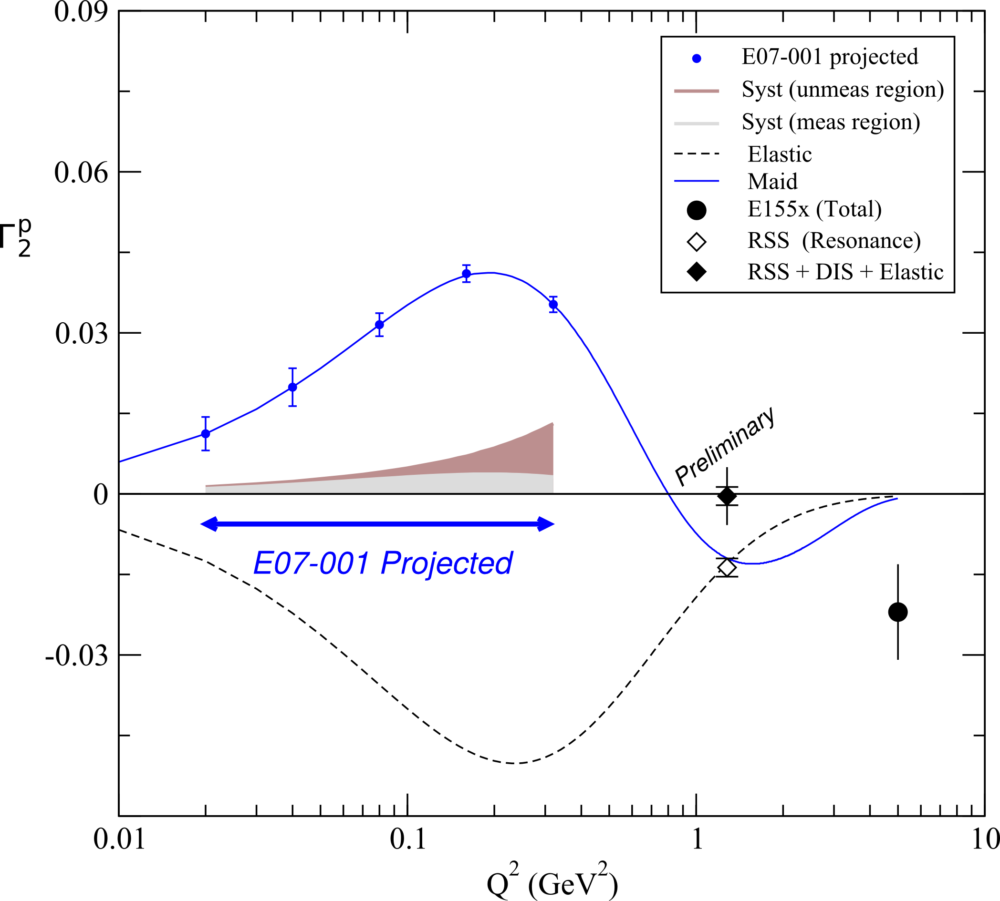 0.09
0.06
0.03
0
-0.03
Γ₂ᵖ
E07-001 projected
Syst (unmeas region)
Syst (meas region)
Elastic
Maid
E155x (Total)
RSS (Resonance)
RSS + DIS + Elastic
Preliminary
E07-001 Projected
0.01 0.1 1 10
Q² (GeV²)